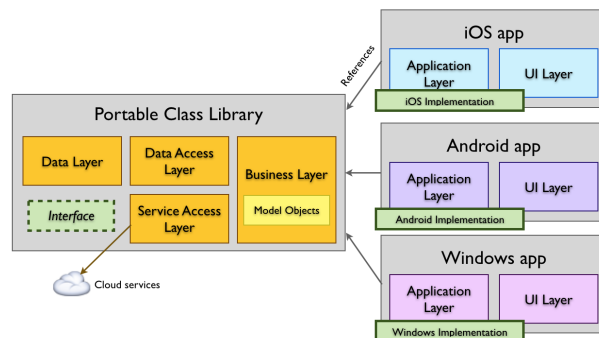 iOS app
Application
Layer
UI Layer
iOS Implementation
References
Portable Class Library
Data Layer
Data Access
Layer
Business Layer
Model Objects
Interface
Service Access
Layer
Cloud services
Android app
Application
Layer
UI Layer
Android Implementation
Windows app
Application
Layer
UI Layer
Windows Implementation